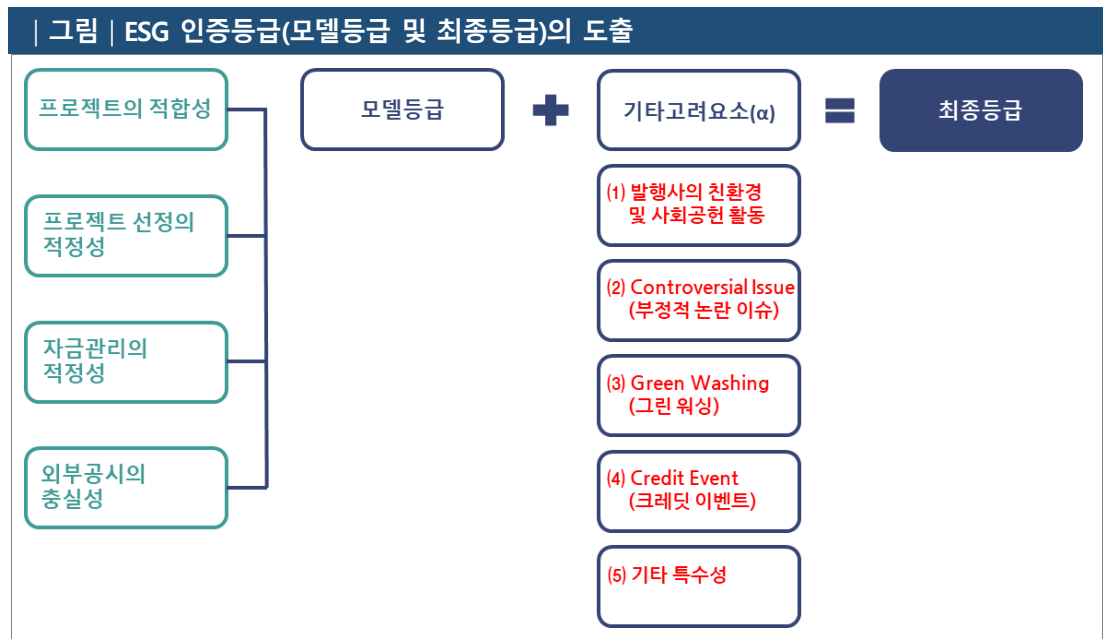 | 그림 | ESG 인증등급(모델등급 및 최종등급)의 도출
프로젝트의 적합성
모델등급
기타고려요소(α)
최종등급
프로젝트 선정의
적정성
자금관리의
적정성
외부공시의
충실성
(1) 발행사의 친환경
및 사회공헌 활동
(2) Controversial Issue
(부정적 논란 이슈)
(3) Green Washing
(그린 워싱)
(4) Credit Event
(크레딧 이벤트)
(5) 기타 특수성